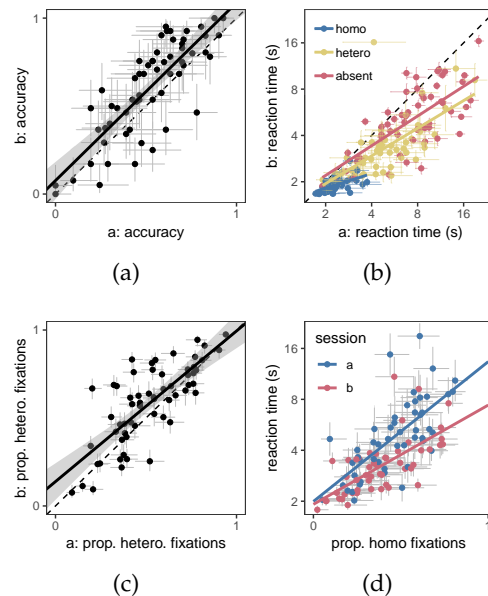 1
0
b: accuracy
0
1
a: accuracy
(a)
homo
hetero
absent
16
8
4
2
b: reaction time (s)
2
4
8
16
a: reaction time (s)
(b)
1
0
b: prop. hetero. fixations
0
1
a: prop. hetero. fixations
(c)
session
a
b
16
8
4
2
reaction time (s)
0
1
prop. homo fixations
(d)